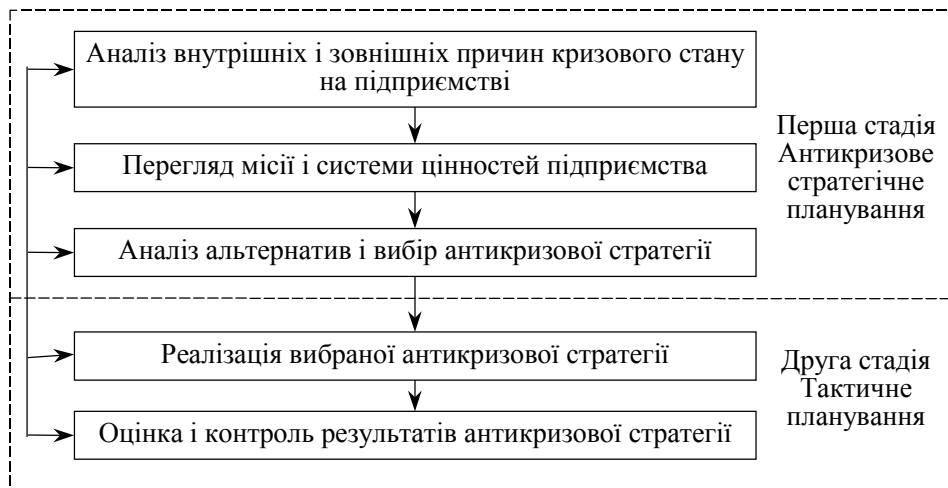 Аналіз внутрішніх і зовнішніх причин кризового стану
на підприємстві
Перегляд місії і системи цінностей підприємства
Аналіз альтернатив і вибір антикризової стратегії
Перша стадія
Антикризове
стратегічне
планування
Реалізація вибраної антикризової стратегії
Оцінка і контроль результатів антикризової стратегії
Друга стадія
Тактичне
планування